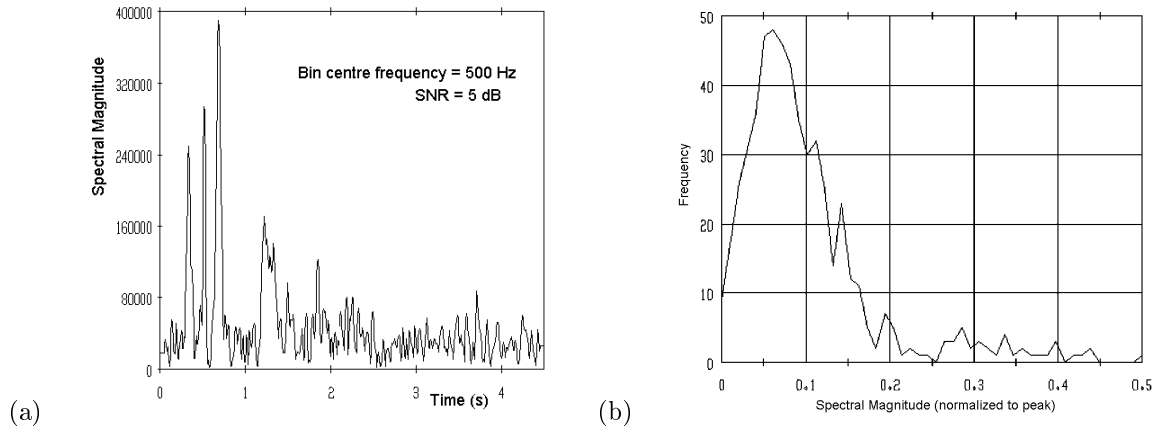 (a)
Spectral Magnitude
400000
320000
240000
160000
80000
0
Bin centre frequency = 500 Hz
SNR = 5 dB
0
1
2
3
4
Time (s)
(b)
Frequency
50
40
30
20
10
0
0
0.1
0.2
0.3
0.4
0.5
Spectral Magnitude (normalized to peak)